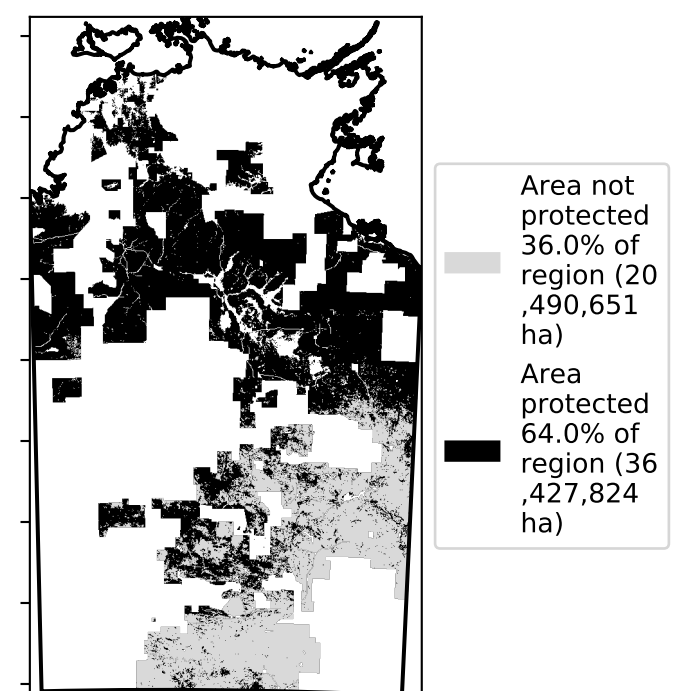 Area not
protected
36.0% of
region (20
,490,651
ha)
Area
protected
64.0% of
region (36
,427,824
ha)